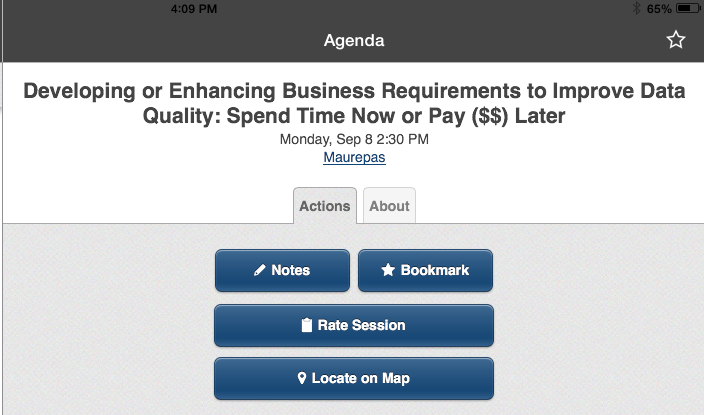 4:09 PM 65%
Agenda
Developing or Enhancing Business Requirements to Improve Data
Quality: Spend Time Now or Pay ($$) Later
Monday, Sep 8 2:30 PM
Maurepas
Actions About
Notes Bookmark
Rate Session
Locate on Map